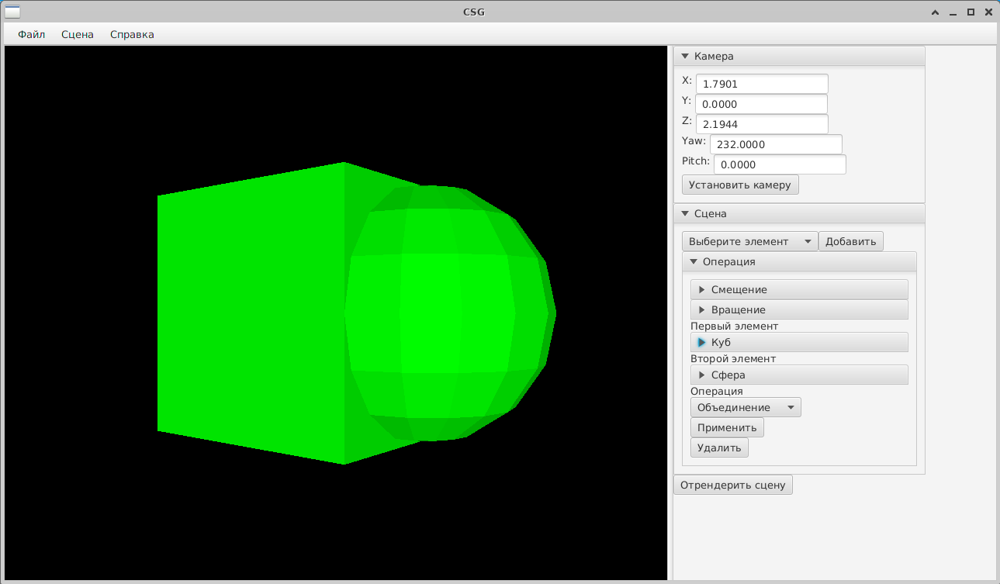 CSG
Файл Сцена Справка
Камера
X: 1.7901
Y: 0.0000
Z: 2.1944
Yaw: 232.0000
Pitch: 0.0000
Установить камеру
Сцена
Выберите элемент Добавить
Операция
Смещение
Вращение
Первый элемент
Куб
Второй элемент
Сфера
Операция
Объединение
Применить
Удалить
Отрендерить сцену